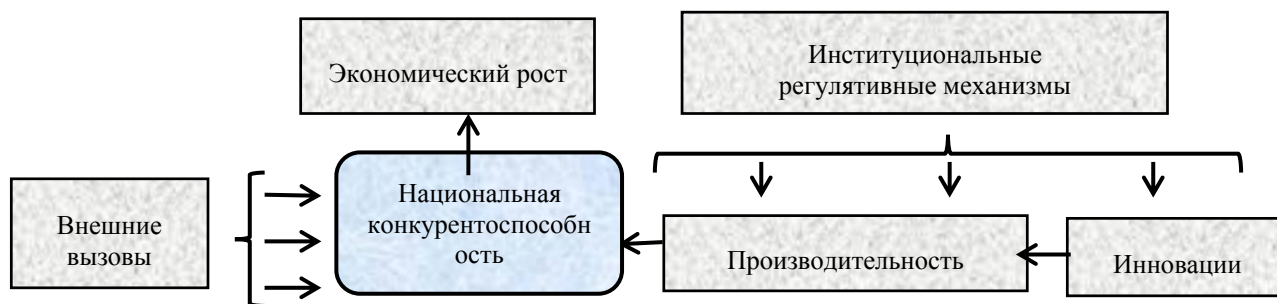 Экономический рост
Институциональные
регулятивные механизмы
Внешние
вызовы
Национальная
конкурентоспособн
ость
Производительность
Инновации